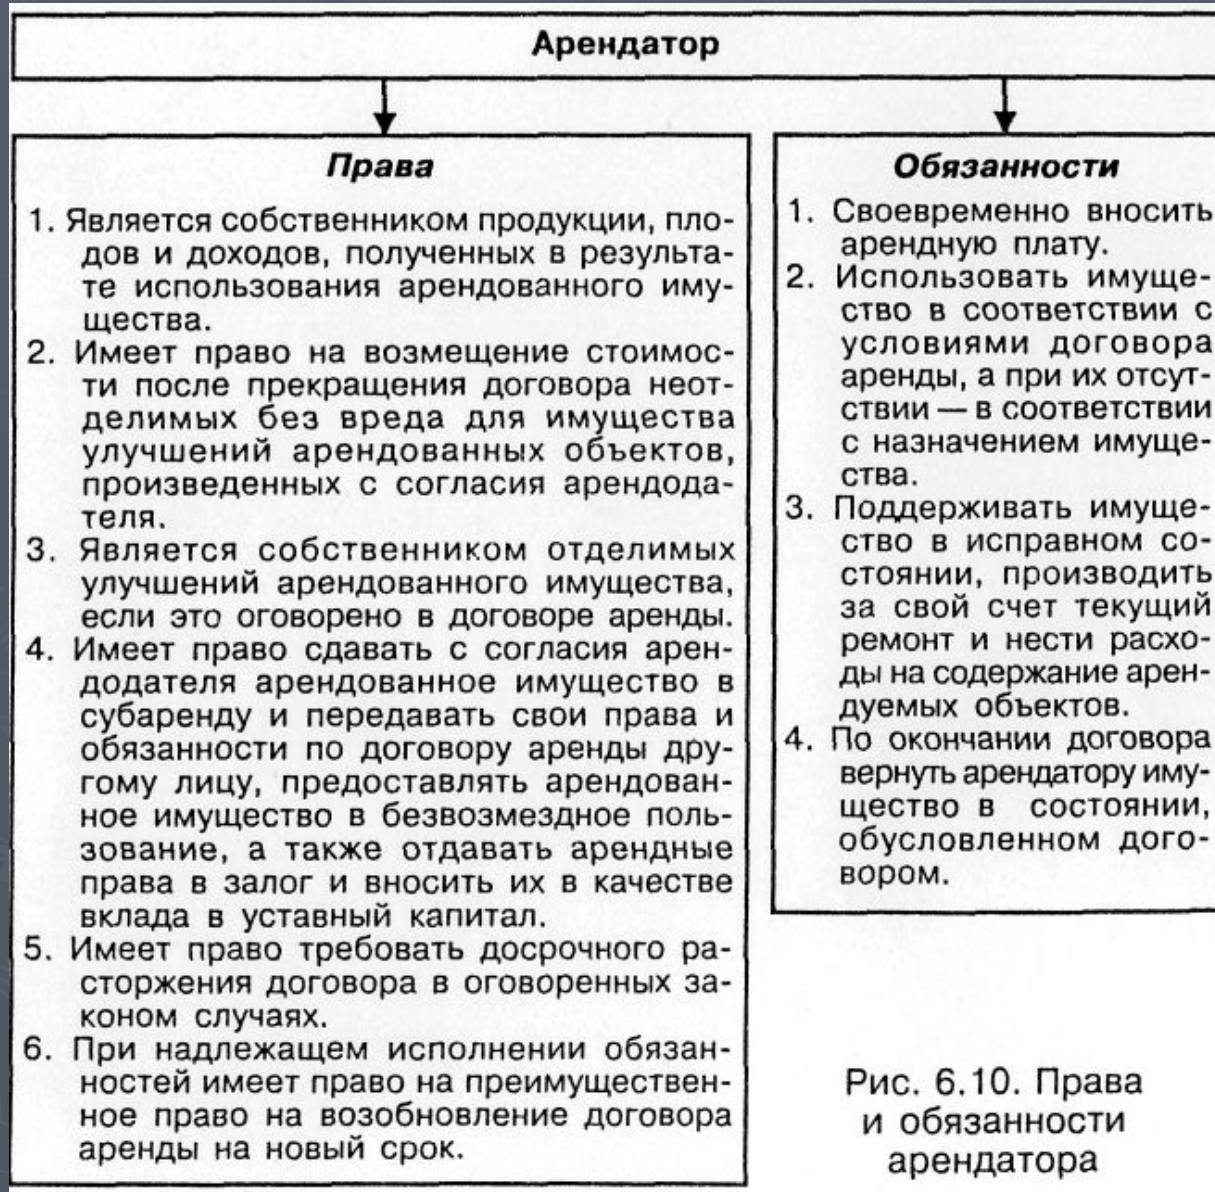 Арендатор
Права
1. Является собственником продукции, пло-
дов и доходов, полученных в результа-
те использования арендованного иму-
щества.
2. Имеет право на возмещение стоимос-
ти после прекращения договора неот-
делимых без вреда для имущества
улучшений арендованных объектов,
произведенных с согласия арендода-
теля.
3. Является собственником отделимых
улучшений арендованного имущества,
если это оговорено в договоре аренды.
4. Имеет право сдавать с согласия арен-
додателя арендованное имущество в
субаренду и передавать свои права и
обязанности по договору аренды дру-
гому лицу, предоставлять арендован-
ное имущество в безвозмездное поль-
зование, а также отдавать арендные
права в залог и вносить их в качестве
вклада в уставный капитал.
5. Имеет право требовать досрочного ра-
сторжения договора в оговоренных за-
коном случаях.
6. При надлежащем исполнении обязан-
ностей имеет право на преимуществен-
ное право на возобновление договора
аренды на новый срок.
Обязанности
1. Своевременно вносить
арендную плату.
2. Использовать имуще-
ство в соответствии с
условиями договора
аренды, а при их отсут-
ствии — в соответствии
с назначением имуще-
ства.
3. Поддерживать имуще-
ство в исправном со-
стоянии, производить
за свой счет текущий
ремонт и нести расхо-
ды на содержание арен-
дуемых объектов.
4. По окончании договора
вернуть арендатору иму-
щество в состоянии,
обусловленном дого-
вором.
Рис. 6.10. Права
и обязанности
арендатора